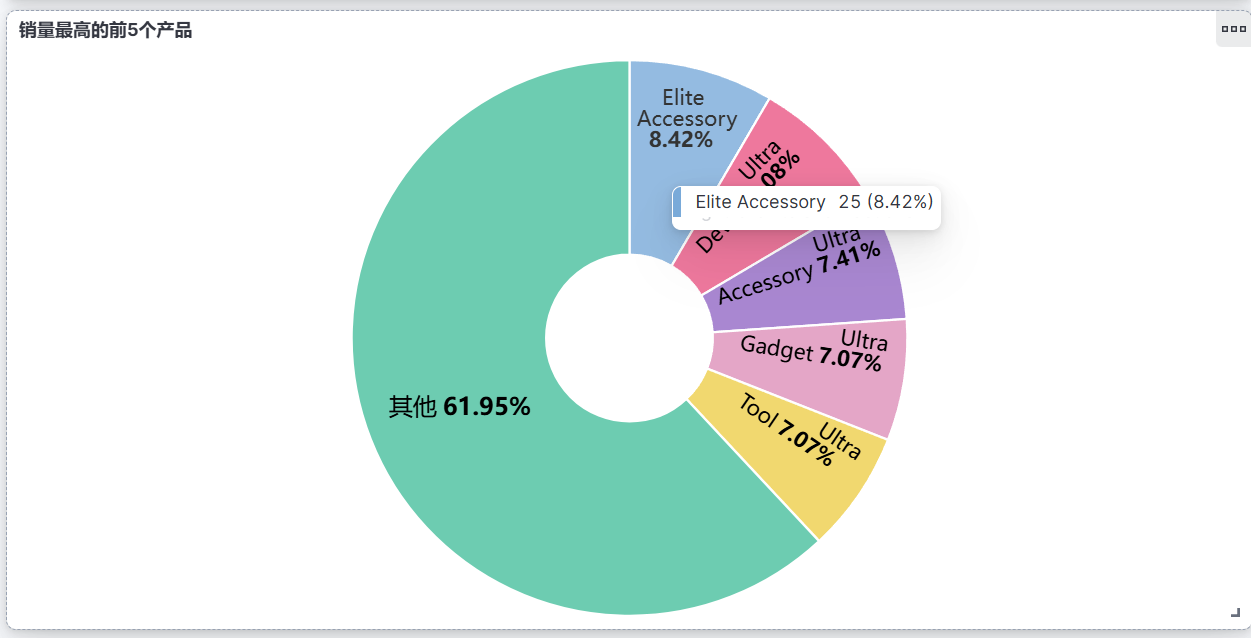 销量最高的前5个产品
Elite
Accessory
8.42%
Ultra
08%
Elite Accessory 25 (8.42%)
Ultra
Accessory 7.41%
Ultra
Gadget 7.07%
Ultra
Tool 7.07%
其他 61.95%